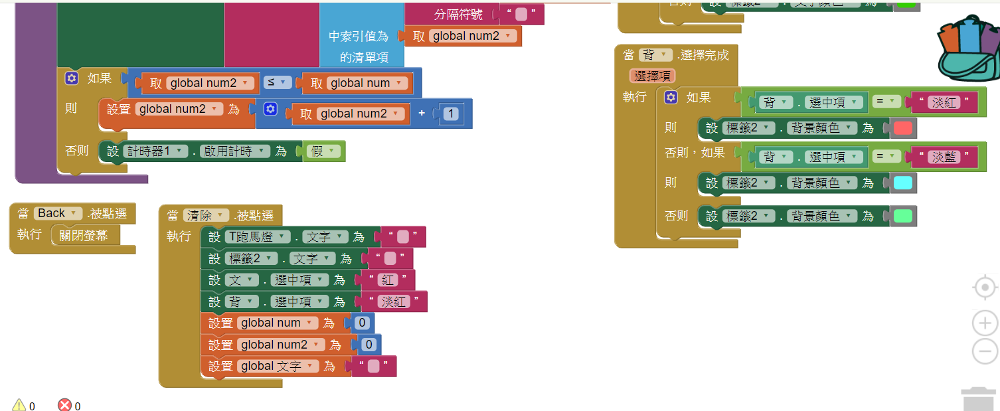 分隔符號 “ ”
中索引值為 取 global num2
的清單項
如果 取 global num2 ≤ 取 global num
則 設置 global num2 為 取 global num2 + 1
否則 設 計時器1 . 啟用計時 為 假
當 Back .被點選
執行 關閉螢幕
當 清除 .被點選
執行 設 T跑馬燈 . 文字 為 “ ”
設 標籤2 . 文字 為 “ ”
設 文 . 選中項 為 “ 紅 ”
設 背 . 選中項 為 “ 淡紅 ”
設置 global num 為 0
設置 global num2 為 0
設置 global 文字 為 “ ”
否則 設 標籤2 . 文字顏色 為
當 背 .選擇完成
選擇項
執行 如果 背 . 選中項 = “ 淡紅 ”
則 設 標籤2 . 背景顏色 為
否則，如果 背 . 選中項 = “ 淡藍 ”
則 設 標籤2 . 背景顏色 為
否則 設 標籤2 . 背景顏色 為
0 0